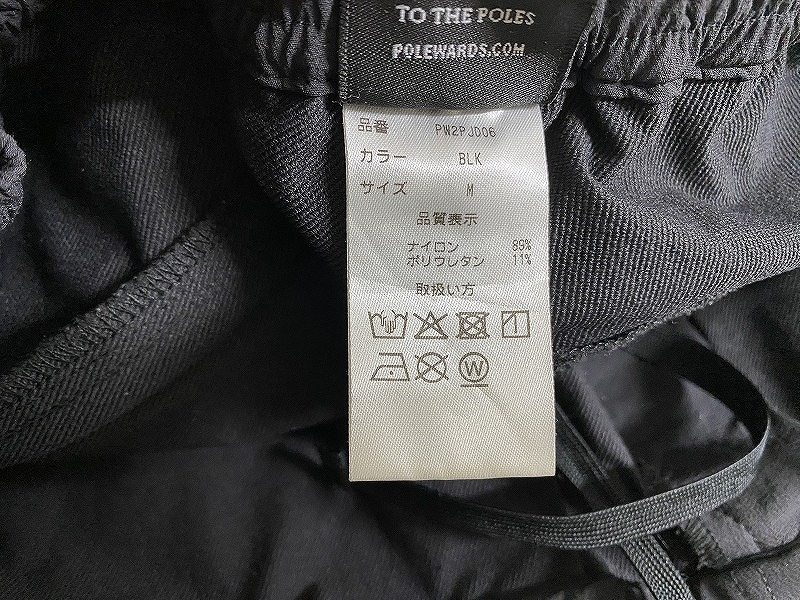 TO THE POLES
POLEWARDS.COM
品番 PW2PJD06
カラー BLK
サイズ M
品質表示
ナイロン 89%
ポリウレタン 11%
取扱い方
W